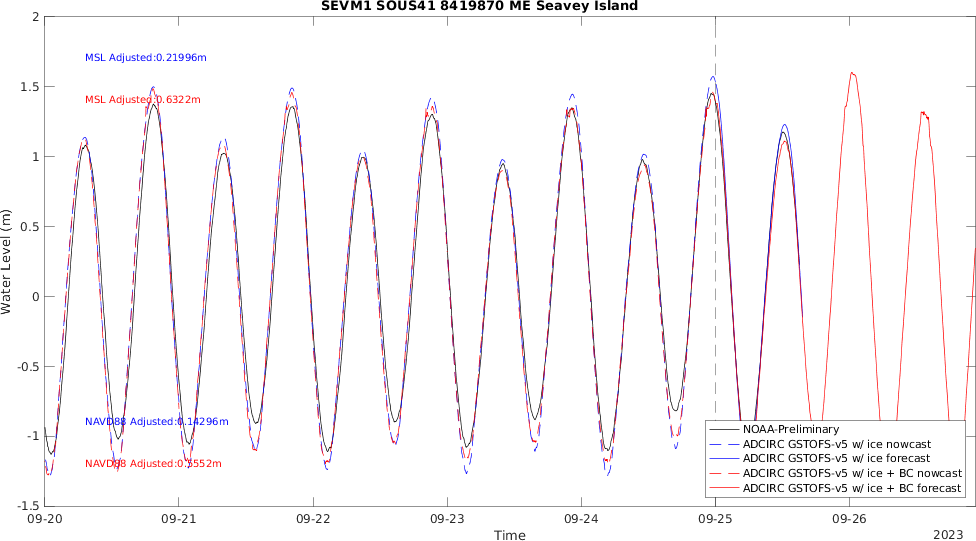 SEVM1 SOUS41 8419870 ME Seavey Island
2
1.5
1
0.5
0
-0.5
-1
-1.5
Water Level (m)
MSL Adjusted:0.21996m
MSL Adjusted:0.6322m
NAVD88 Adjusted:0.14296m
NAVD88 Adjusted:0.5552m
NOAA-Preliminary
ADCIRC GSTOFS-v5 w/ ice nowcast
ADCIRC GSTOFS-v5 w/ ice forecast
ADCIRC GSTOFS-v5 w/ ice + BC nowcast
ADCIRC GSTOFS-v5 w/ ice + BC forecast
09-20 09-21 09-22 09-23 09-24 09-25 09-26
Time
2023